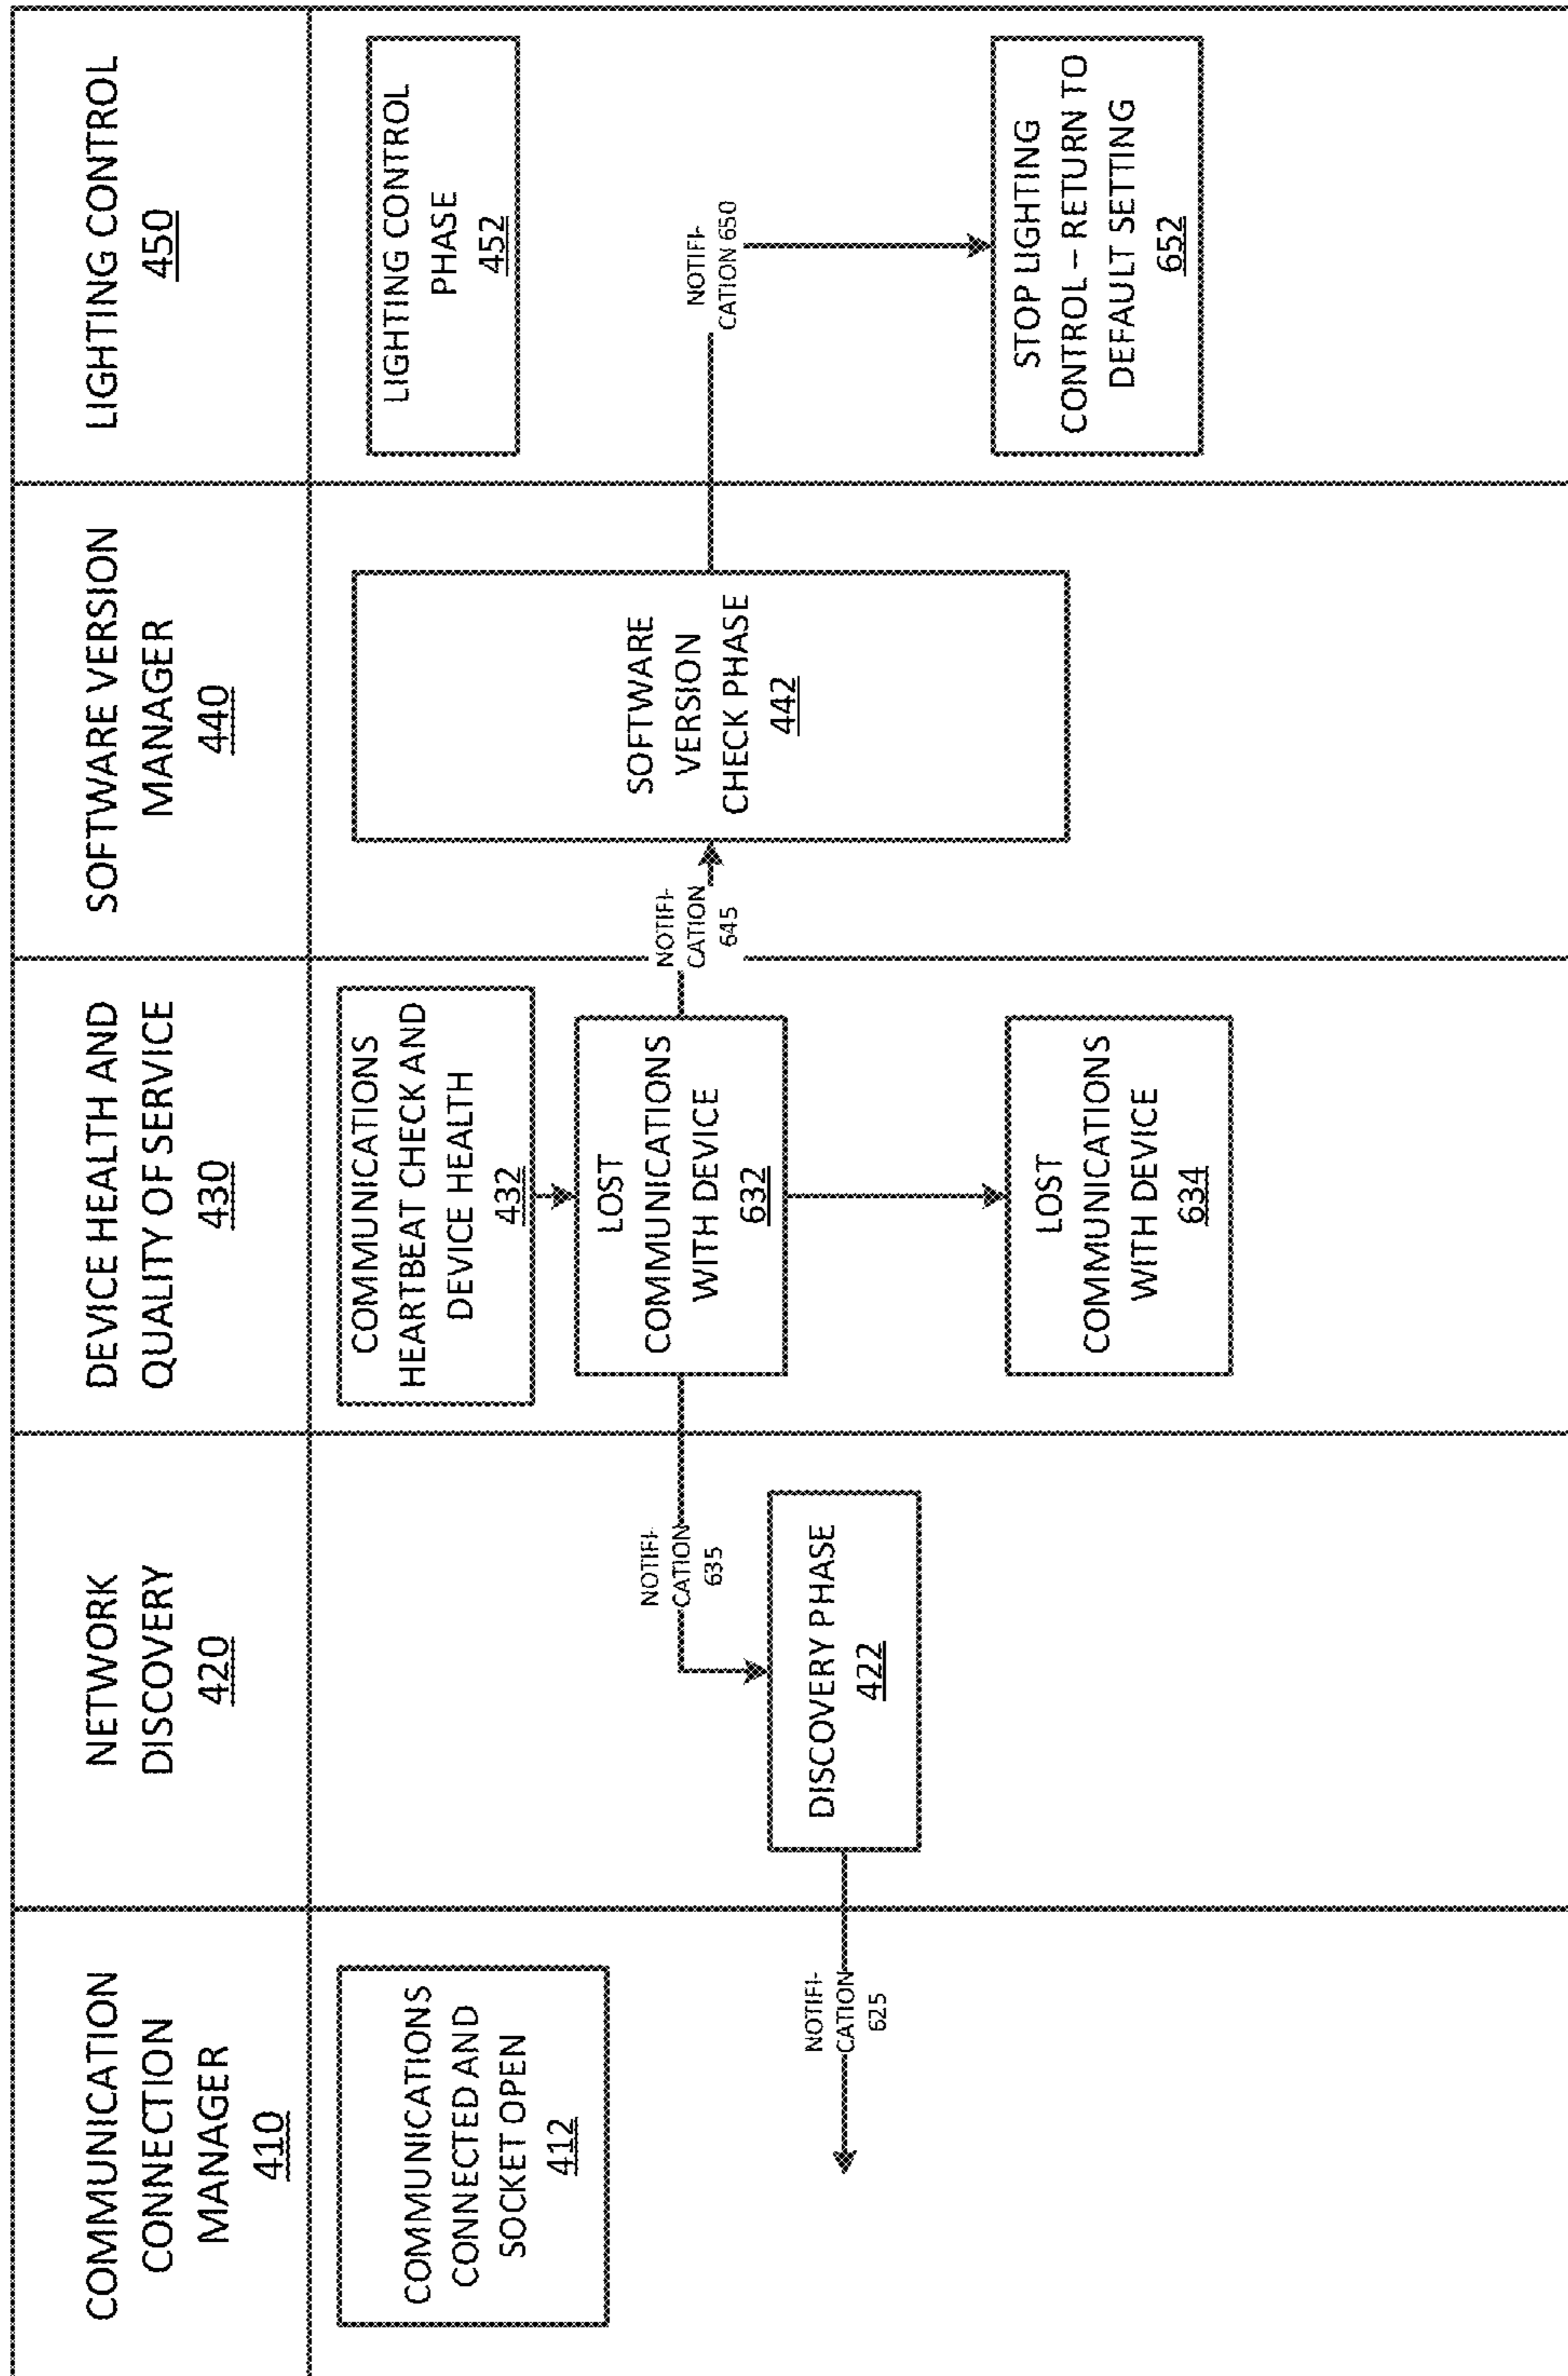 COMMUNICATION
CONNECTION
MANAGER
410
NETWORK
DISCOVERY
420
DEVICE HEALTH AND
QUALITY OF SERVICE
430
SOFTWARE VERSION
MANAGER
440
LIGHTING CONTROL
450
COMMUNICATIONS
CONNECTED AND
SOCKET OPEN
412
NOTIFI-
CATION
625
NOTIFI-
CATION
635
DISCOVERY PHASE
422
COMMUNICATIONS
HEARTBEAT CHECK AND
DEVICE HEALTH
432
LOST
COMMUNICATIONS
WITH DEVICE
632
LOST
COMMUNICATIONS
WITH DEVICE
634
NOTIFI-
CATION
645
SOFTWARE
VERSION
CHECK PHASE
442
LIGHTING CONTROL
PHASE
452
NOTIFI-
CATION 650
STOP LIGHTING
CONTROL – RETURN TO
DEFAULT SETTING
652